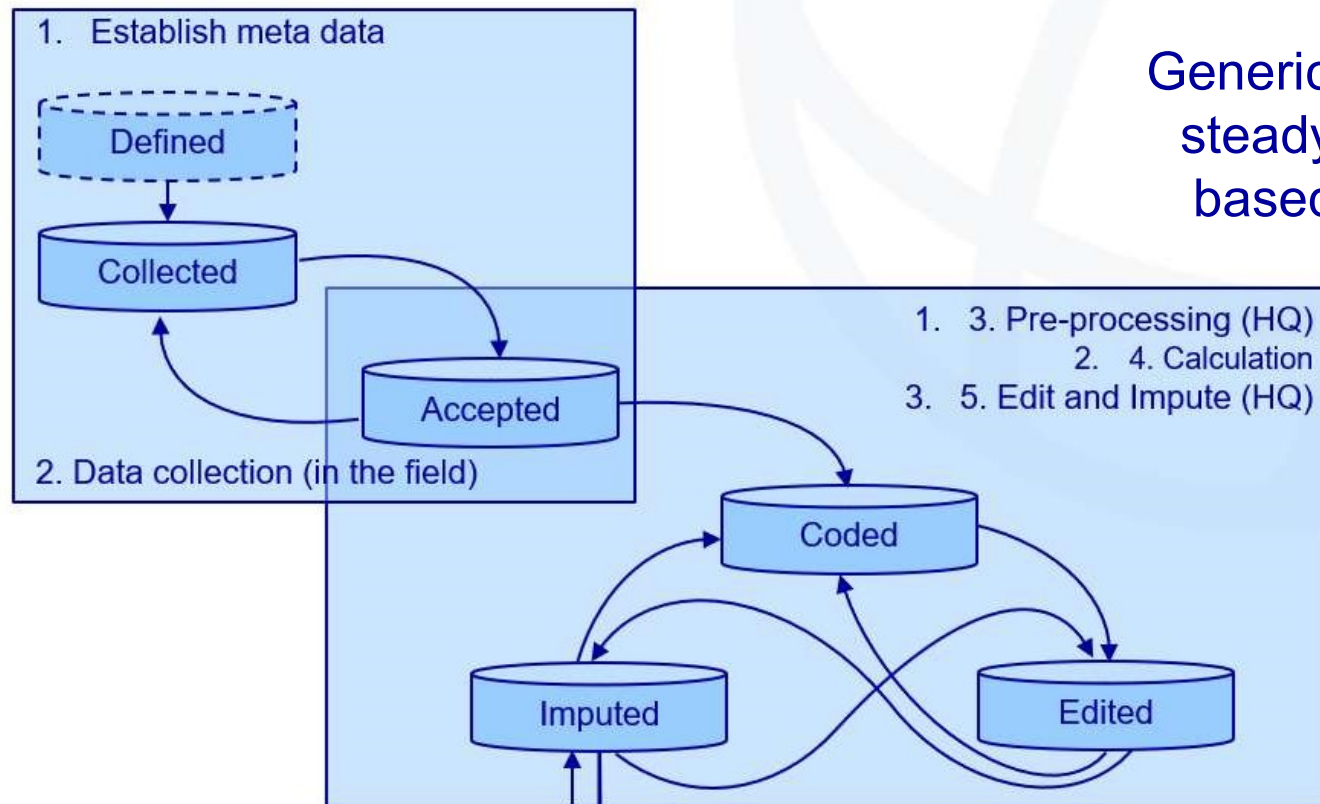 1. Establish meta data
Generic
steady
based
Defined
Collected
1. 3. Pre-processing (HQ)
2. 4. Calculation
3. 5. Edit and Impute (HQ)
Accepted
2. Data collection (in the field)
Coded
Imputed
Edited